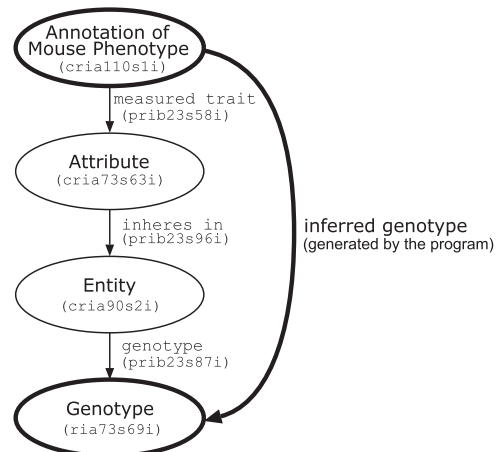 Annotation of
Mouse Phenotype
(cria110s1i)
measured trait
(prib23s58i)
Attribute
(cria73s63i)
inheres in
(prib23s96i)
inferred genotype
(generated by the program)
Entity
(cria90s2i)
genotype
(prib23s87i)
Genotype
(ria73s69i)